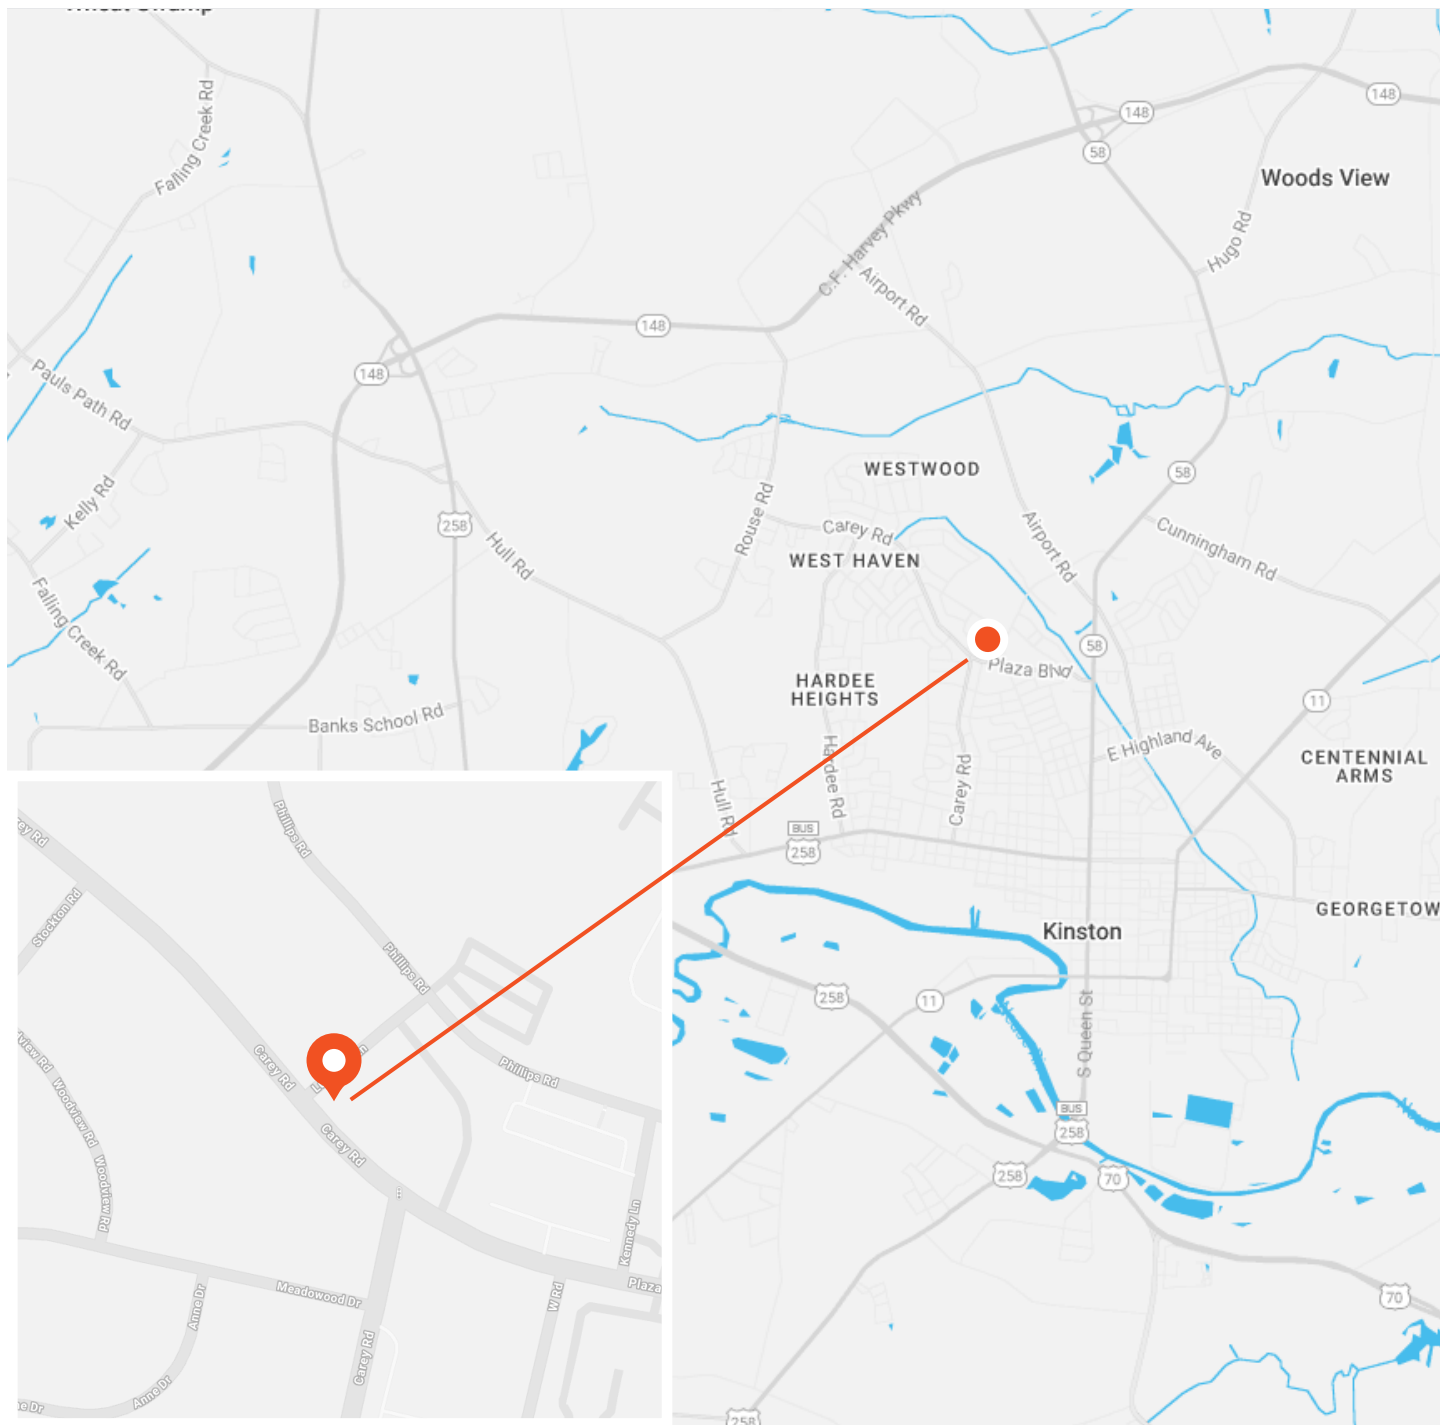 148
148
58
Woods View
Falling Creek Rd
C.F. Harvey Pkwy
Hugo Rd
Airport Rd
148
148
Pauls Path Rd
WESTWOOD
58
Kelly Rd
258
Rouse Rd
Carey Rd
Airport Rd
Cunningham Rd
Hull Rd
WEST HAVEN
Falling Creek Rd
58
Plaza Blvd
HARDEE
HEIGHTS
11
Banks School Rd
E Highland Ave
CENTENNIAL
ARMS
Hardee Rd
Carey Rd
Hull Rd
BUS
258
GEORGETOW
Kinston
258
11
S Queen St
BUS
258
258
70
70
258
Phillips Rd
rey Rd
Stockton Rd
Phillips Rd
Carey Rd
Phillips Rd
Woodview Rd
Carey Rd
Woodview Rd
Kennedy Ln
Meadowood Dr
Plaza
Anne Dr
W Rd
Carey Rd
Anne Dr